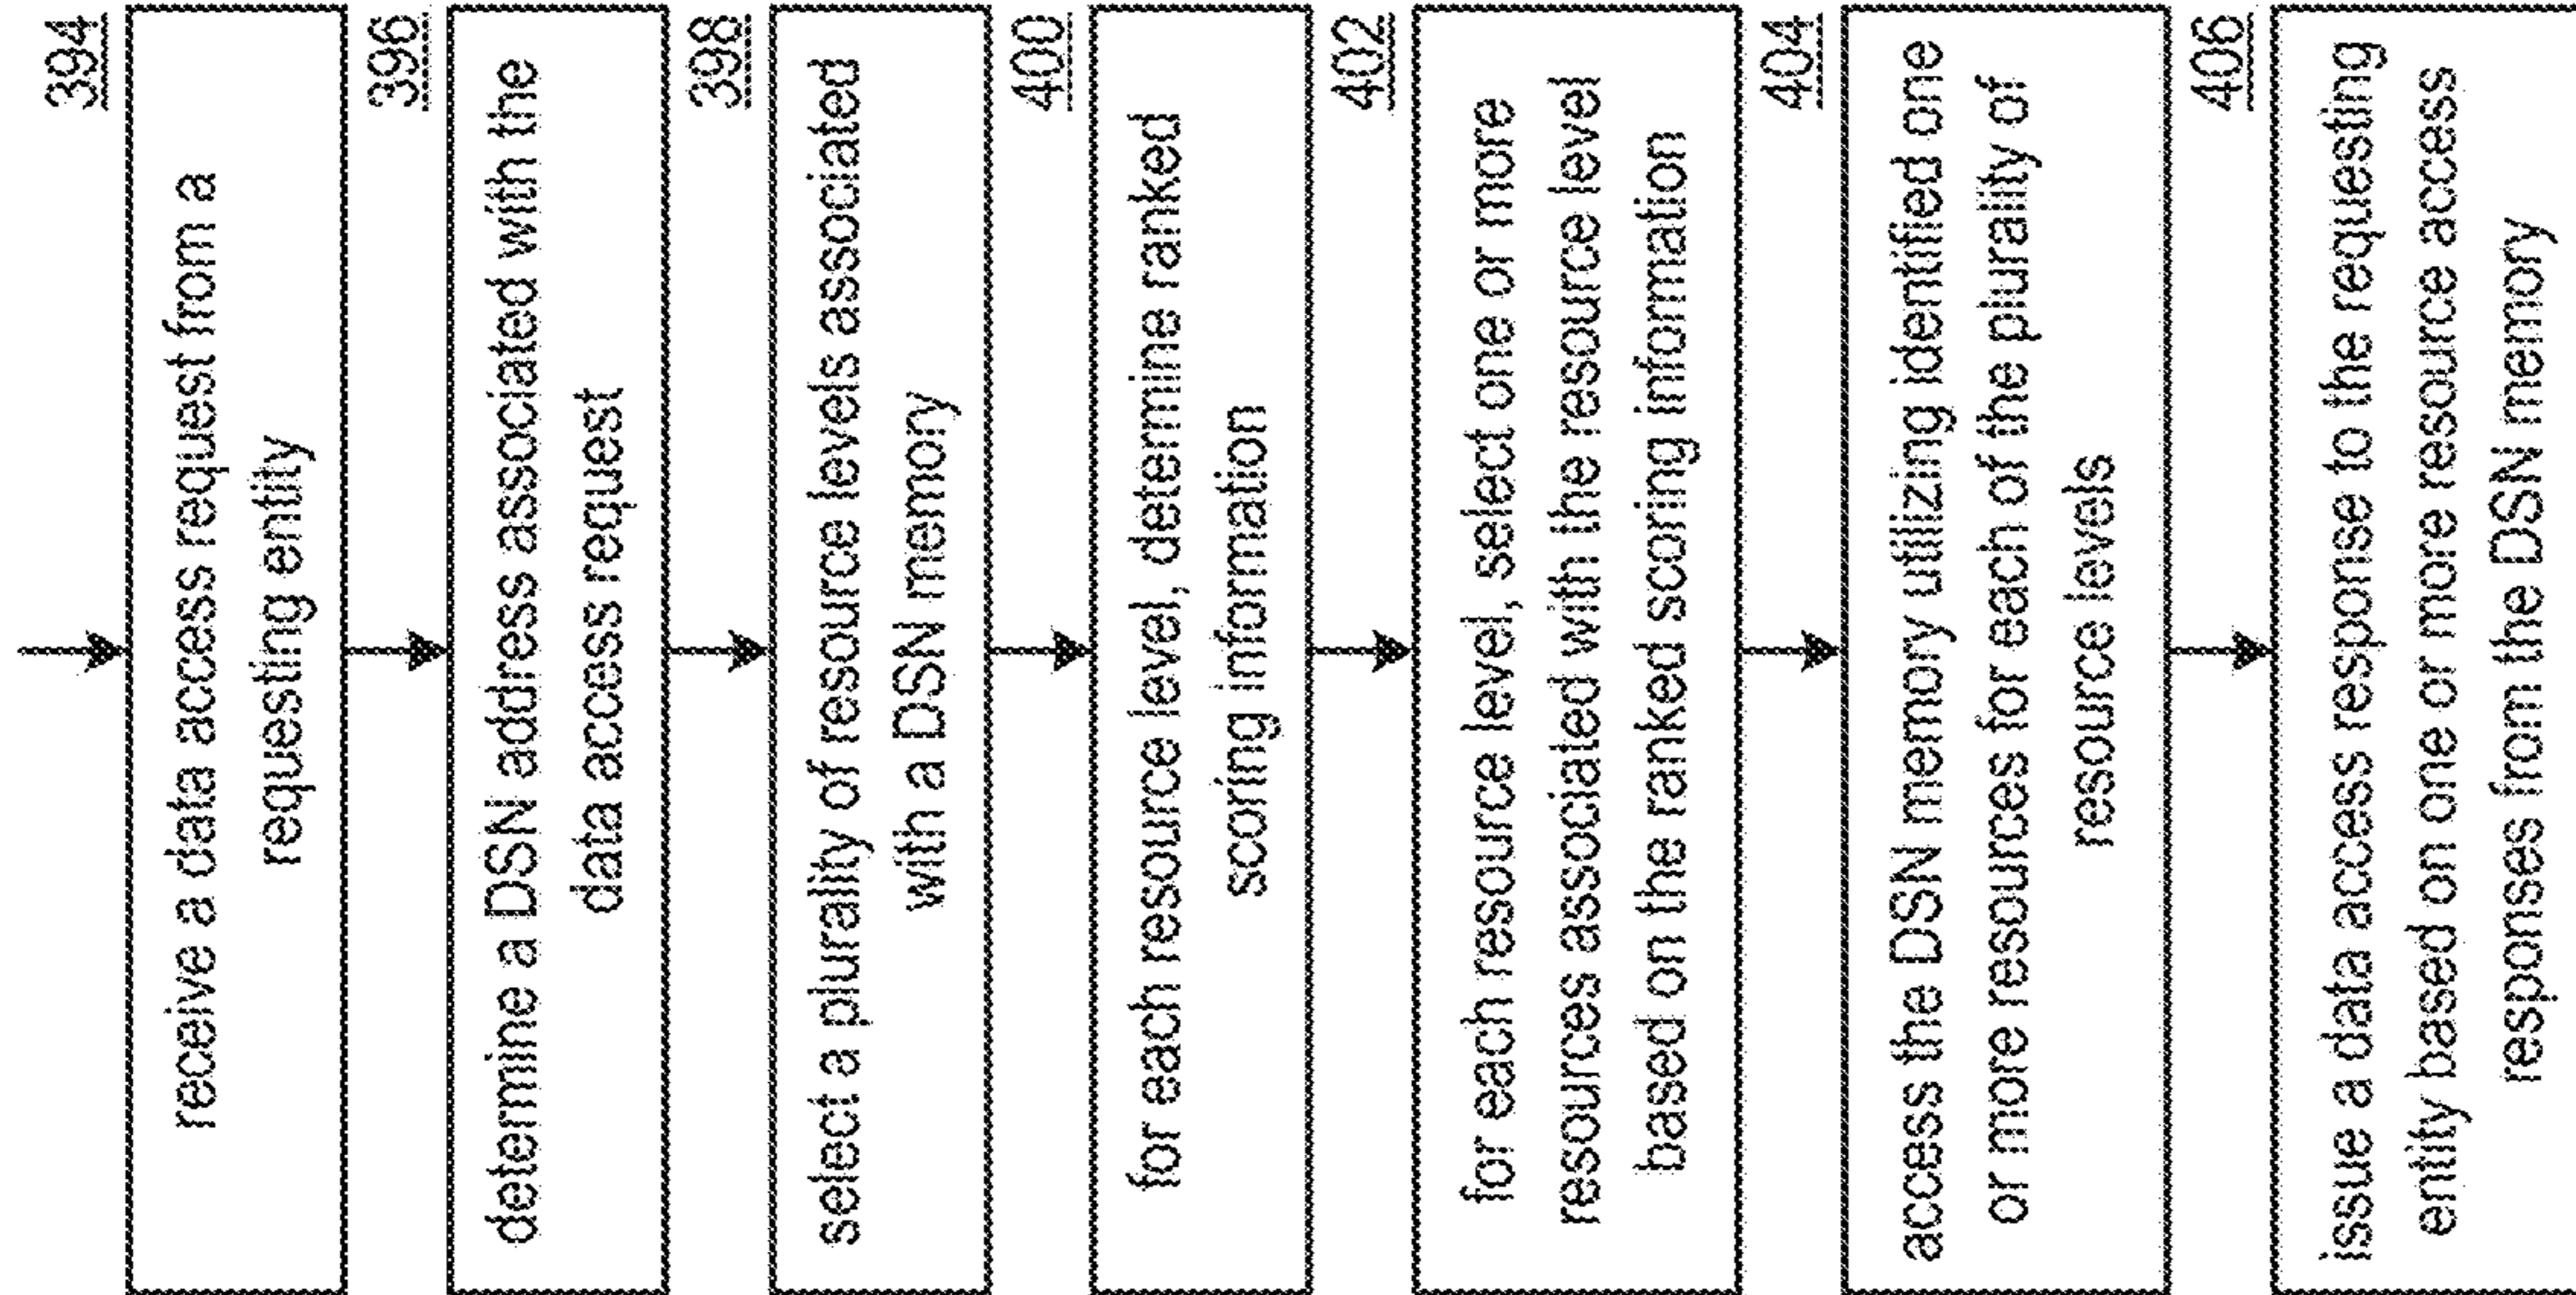 394
receive a data access request from a
requesting entity
396
determine a DSN address associated with the
data access request
398
select a plurality of resource levels associated
with a DSN memory
400
for each resource level, determine ranked
scoring information
402
for each resource level, select one or more
resources associated with the resource level
based on the ranked scoring information
404
access the DSN memory utilizing identified one
or more resources for each of the plurality of
resource levels
406
issue a data access response to the requesting
entity based on one or more resource access
responses from the DSN memory